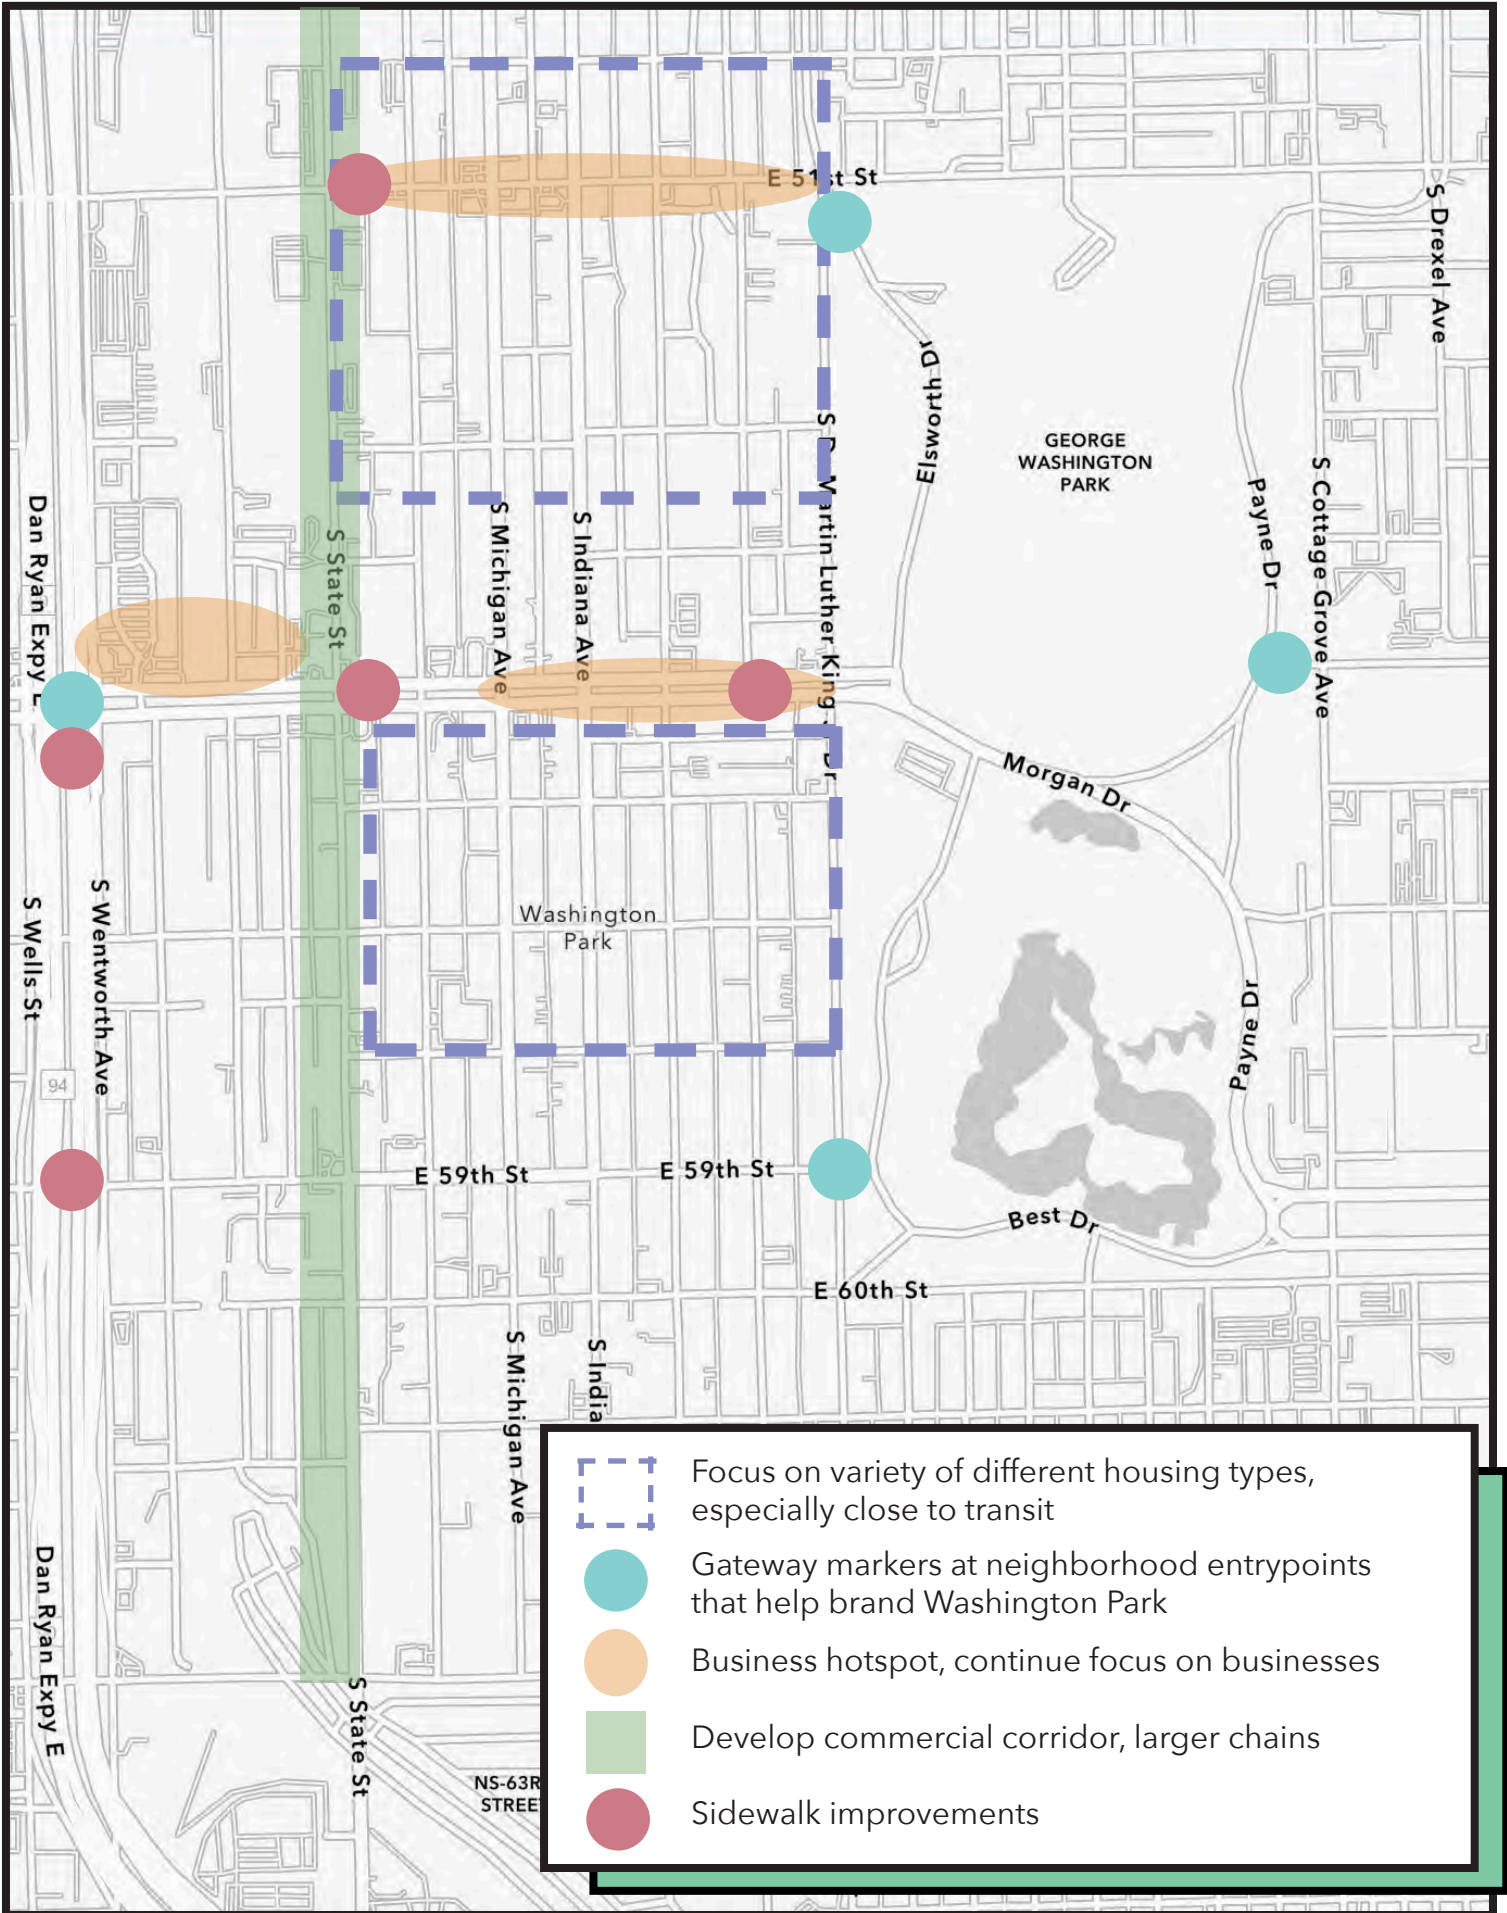 E 51st St
S Drexel Ave
Elsworth Dr
GEORGE
WASHINGTON
PARK
Payne Dr
S Cottage Grove Ave
Dan Ryan Expy E
S State St
S Michigan Ave
S Indiana Ave
Martin Luther King
Dr
Morgan Dr
Washington
Park
S Wells St
S Wentworth Ave
94
Payne Dr
E 59th St
E 59th St
Best Dr
E 60th St
S Michigan Ave
S India
Dan Ryan Expy E
S State St
NS-63R
STREE
Focus on variety of different housing types,
especially close to transit
Gateway markers at neighborhood entrypoints
that help brand Washington Park
Business hotspot, continue focus on businesses
Develop commercial corridor, larger chains
Sidewalk improvements